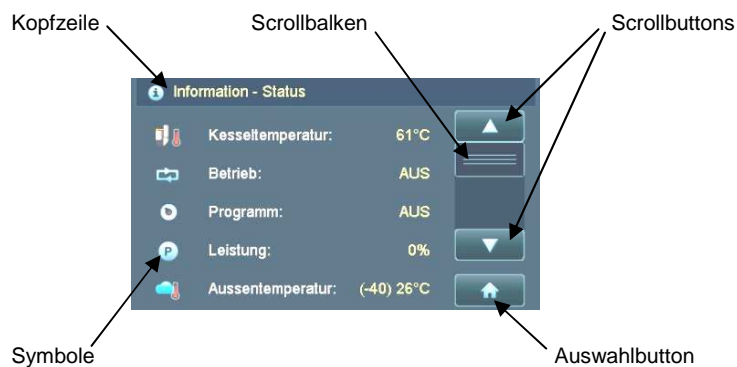 Kopfzeile Scrollbalken Scrollbuttons
i Information - Status
Kesseltemperatur: 61°C
Betrieb: AUS
Programm: AUS
P Leistung: 0%
Aussentemperatur: (-40) 26°C
Symbole Auswahlbutton